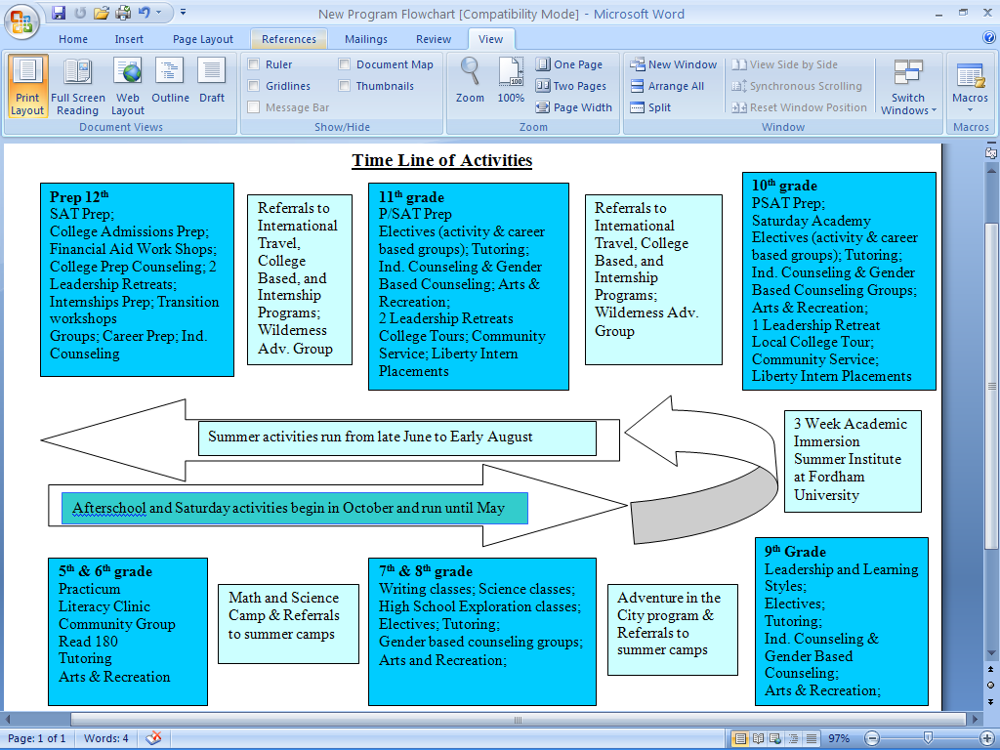 New Program Flowchart [Compatibility Mode] - Microsoft Word
Home Insert Page Layout References Mailings Review View
Print Layout
Full Screen Reading
Web Layout
Outline
Draft
Document Views
Ruler
Gridlines
Message Bar
Document Map
Thumbnails
Show/Hide
Zoom
100
100%
One Page
Two Pages
Page Width
Zoom
New Window
Arrange All
Split
View Side by Side
Synchronous Scrolling
Reset Window Position
Switch Windows
Window
Macros
Macros
Time Line of Activities
Prep 12th
SAT Prep;
College Admissions Prep;
Financial Aid Work Shops;
College Prep Counseling; 2
Leadership Retreats;
Internships Prep; Transition
workshops
Groups; Career Prep; Ind.
Counseling
Referrals to
International
Travel,
College
Based, and
Internship
Programs;
Wilderness
Adv. Group
11th grade
P/SAT Prep
Electives (activity & career
based groups); Tutoring;
Ind. Counseling & Gender
Based Counseling; Arts &
Recreation;
2 Leadership Retreats
College Tours; Community
Service; Liberty Intern
Placements
Referrals to
International
Travel, College
Based, and
Internship
Programs;
Wilderness Adv.
Group
10th grade
PSAT Prep;
Saturday Academy
Electives (activity & career
based groups); Tutoring;
Ind. Counseling & Gender
Based Counseling Groups;
Arts & Recreation;
1 Leadership Retreat
Local College Tour;
Community Service;
Liberty Intern Placements
Summer activities run from late June to Early August
3 Week Academic
Immersion
Summer Institute
at Fordham
University
Afterschool and Saturday activities begin in October and run until May
5th & 6th grade
Practicum
Literacy Clinic
Community Group
Read 180
Tutoring
Arts & Recreation
Math and Science
Camp & Referrals
to summer camps
7th & 8th grade
Writing classes; Science classes;
High School Exploration classes;
Electives; Tutoring;
Gender based counseling groups;
Arts and Recreation;
Adventure in the
City program &
Referrals to
summer camps
9th Grade
Leadership and Learning
Styles;
Electives;
Tutoring;
Ind. Counseling &
Gender Based
Counseling;
Arts & Recreation;
Page: 1 of 1 Words: 4 97%